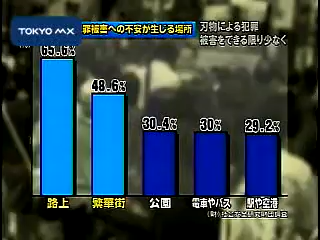 TOKYO MX
罪被害への不安が生じる場所
刃物による犯罪
被害をできる限り少なく
65.6%
48.6%
30.4%
30%
29.2%
路上
繁華街
公園
電車やバス
駅や空港